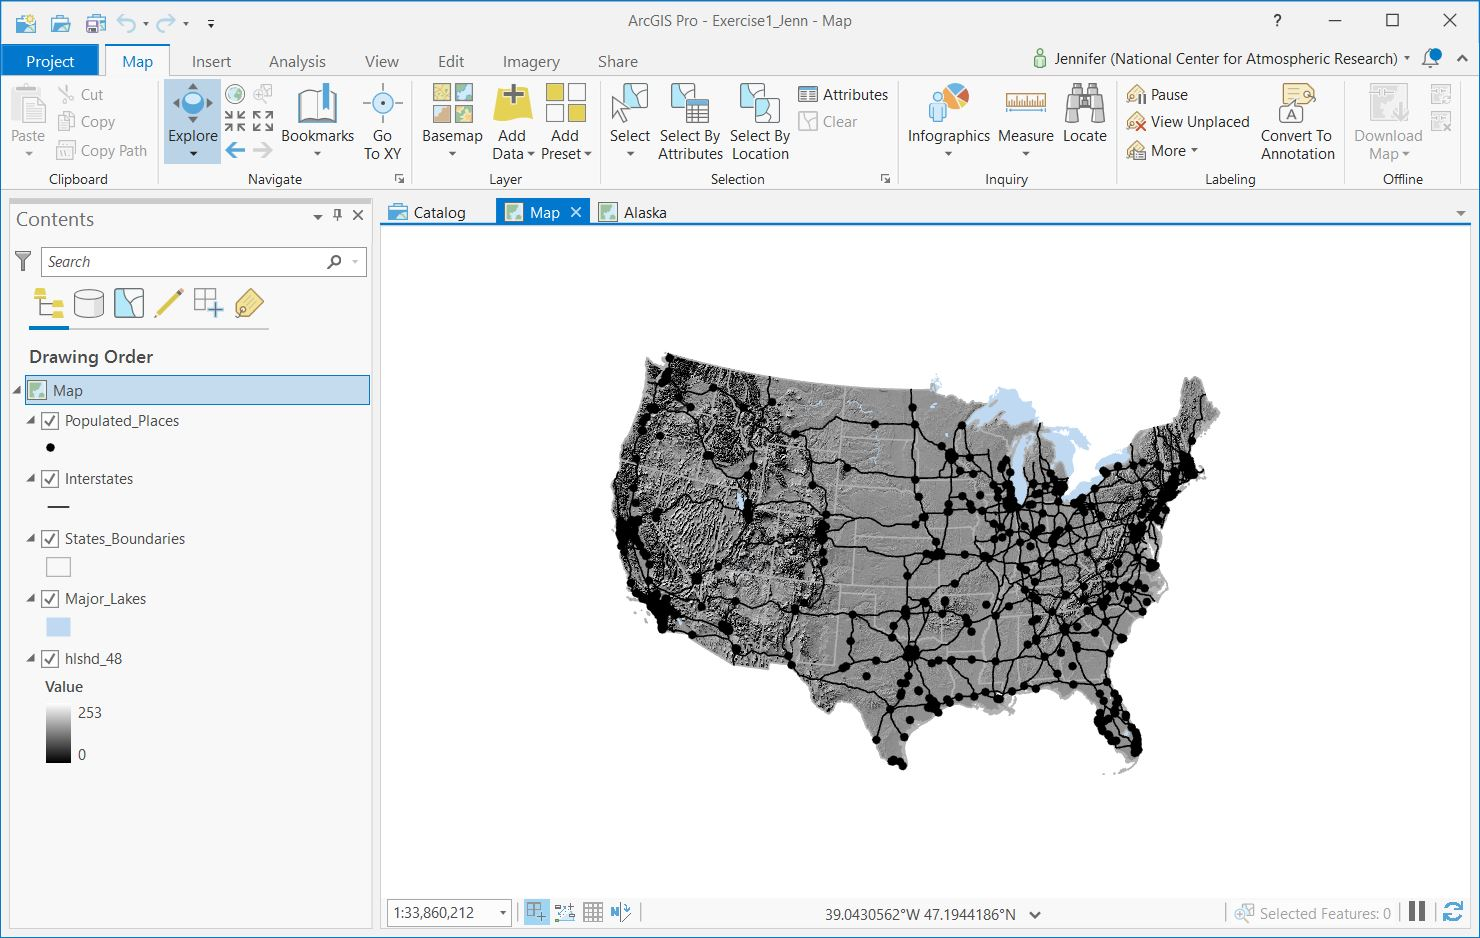 ArcGIS Pro - Exercise1_Jenn - Map
?
Project Map Insert Analysis View Edit Imagery Share
Jennifer (National Center for Atmospheric Research)
Paste
Cut
Copy
Copy Path
Clipboard
Explore
Bookmarks
Go
To XY
Navigate
Basemap
Add
Data
Add
Preset
Layer
Select
Select By
Attributes
Select By
Location
Attributes
Clear
Selection
Infographics
Measure
Locate
Inquiry
Pause
View Unplaced
More
A
Convert To
Annotation
Labeling
Download
Map
Offline
Contents
Search
Drawing Order
Map
Populated_Places
Interstates
States_Boundaries
Major_Lakes
hlshd_48
Value
253
0
Catalog
Map
Alaska
1:33,860,212
N
39.0430562°W 47.1944186°N
Selected Features: 0